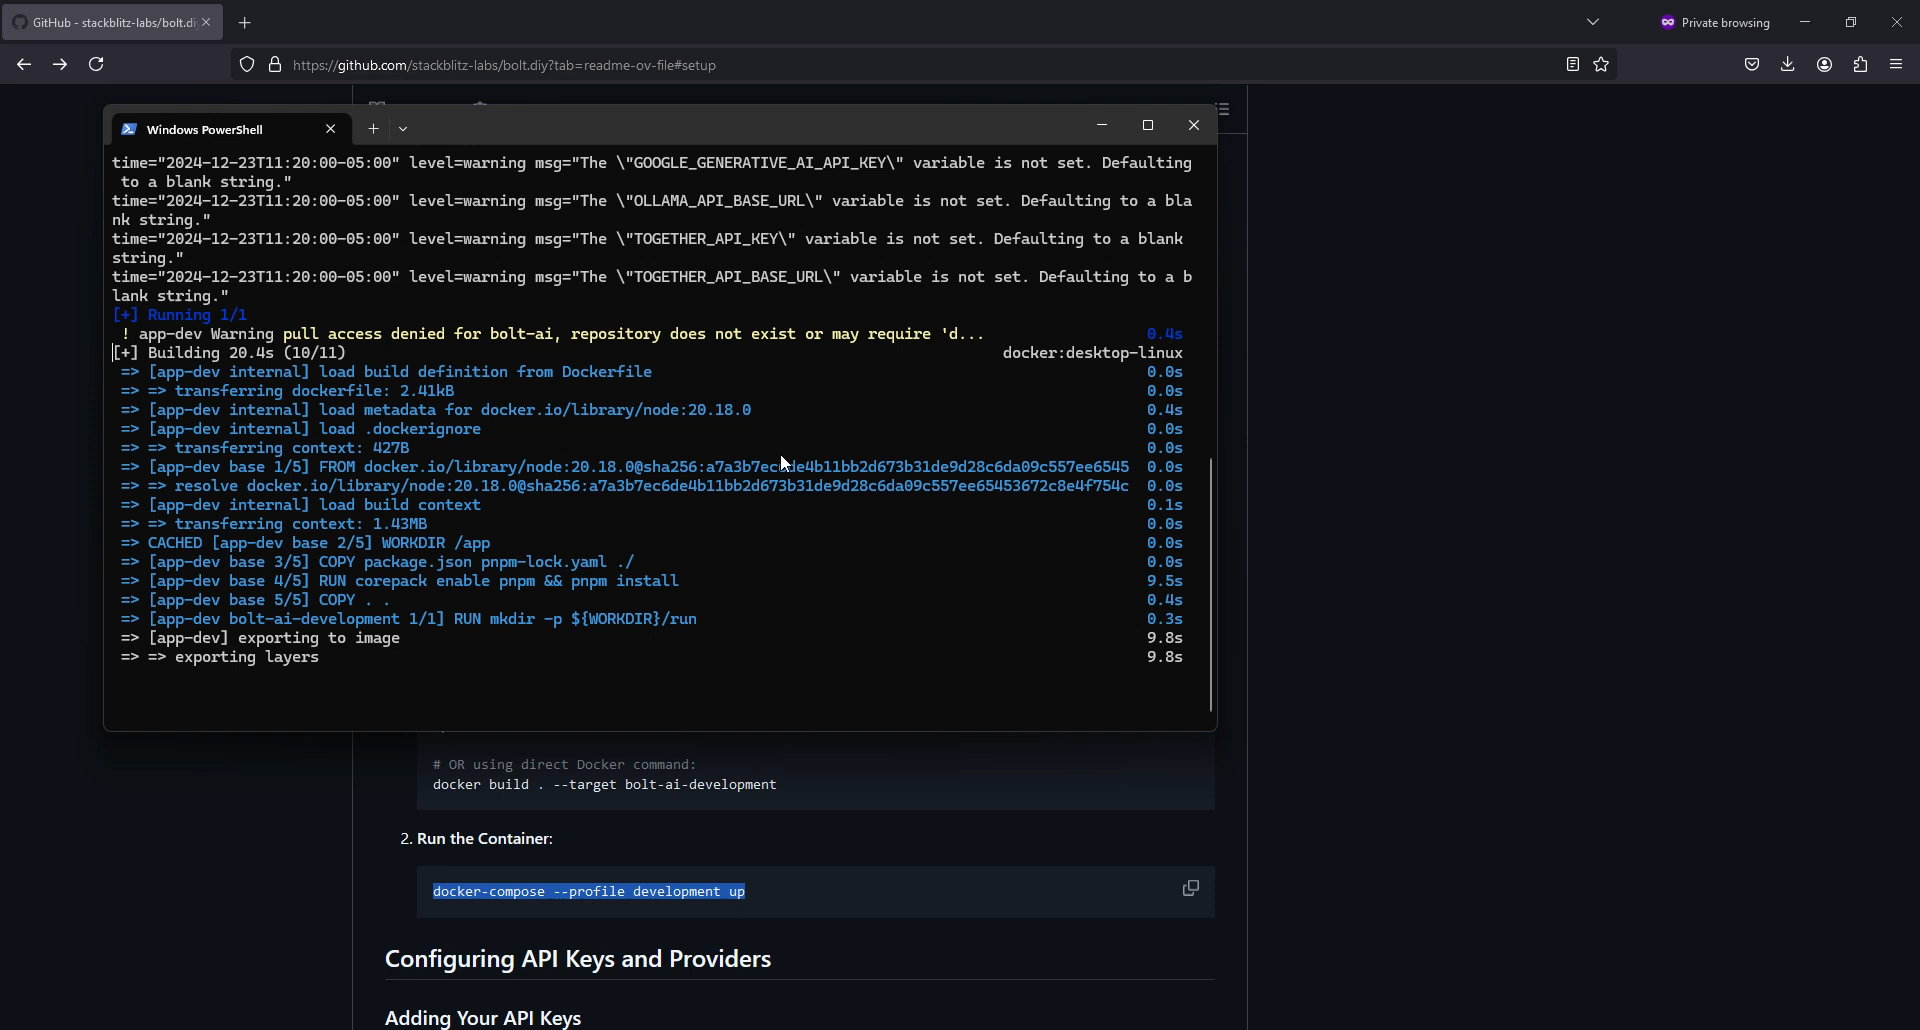 GitHub - stackblitz-labs/bolt.di
Private browsing
https://github.com/stackblitz-labs/bolt.diy?tab=readme-ov-file#setup
Windows PowerShell
time="2024-12-23T11:20:00-05:00" level=warning msg="The \"GOOGLE_GENERATIVE_AI_API_KEY\" variable is not set. Defaulting
to a blank string."
time="2024-12-23T11:20:00-05:00" level=warning msg="The \"OLLAMA_API_BASE_URL\" variable is not set. Defaulting to a bla
nk string."
time="2024-12-23T11:20:00-05:00" level=warning msg="The \"TOGETHER_API_KEY\" variable is not set. Defaulting to a blank
string."
time="2024-12-23T11:20:00-05:00" level=warning msg="The \"TOGETHER_API_BASE_URL\" variable is not set. Defaulting to a b
lank string."
[+] Running 1/1
! app-dev Warning pull access denied for bolt-ai, repository does not exist or may require 'd... 0.4s
[+] Building 20.4s (10/11) docker:desktop-linux
=> [app-dev internal] load build definition from Dockerfile 0.0s
=> => transferring dockerfile: 2.41kB 0.0s
=> [app-dev internal] load metadata for docker.io/library/node:20.18.0 0.4s
=> [app-dev internal] load .dockerignore 0.0s
=> => transferring context: 427B 0.0s
=> [app-dev base 1/5] FROM docker.io/library/node:20.18.0@sha256:a7a3b7ec6de4b11bb2d673b31de9d28c6da09c557ee6545 0.0s
=> => resolve docker.io/library/node:20.18.0@sha256:a7a3b7ec6de4b11bb2d673b31de9d28c6da09c557ee65453672c8e4f754c 0.0s
=> [app-dev internal] load build context 0.1s
=> => transferring context: 1.43MB 0.0s
=> CACHED [app-dev base 2/5] WORKDIR /app 0.0s
=> [app-dev base 3/5] COPY package.json pnpm-lock.yaml ./ 0.0s
=> [app-dev base 4/5] RUN corepack enable pnpm && pnpm install 9.5s
=> [app-dev base 5/5] COPY . . 0.4s
=> [app-dev bolt-ai-development 1/1] RUN mkdir -p ${WORKDIR}/run 0.3s
=> [app-dev] exporting to image 9.8s
=> => exporting layers 9.8s
# OR using direct Docker command:
docker build . --target bolt-ai-development
2. Run the Container:
docker-compose --profile development up
Configuring API Keys and Providers
Adding Your API Keys